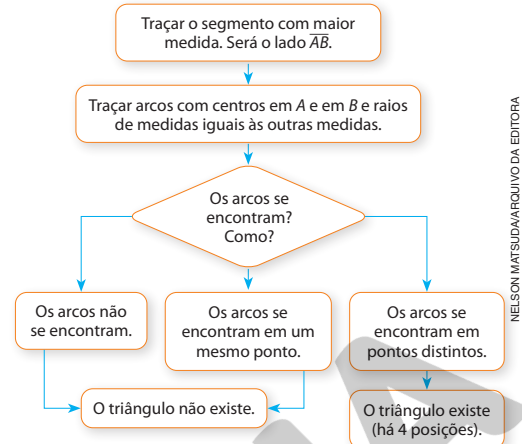 Traçar o segmento com maior
medida. Será o lado AB.
Traçar arcos com centros em A e em B e raios
de medidas iguais às outras medidas.
Os arcos se
encontram?
Como?
Os arcos não
se encontram.
Os arcos se
encontram em um
mesmo ponto.
Os arcos se
encontram em
pontos distintos.
O triângulo não existe.
O triângulo existe
(há 4 posições).
NELSON MATSUDA/ARQUIVO DA EDITORA